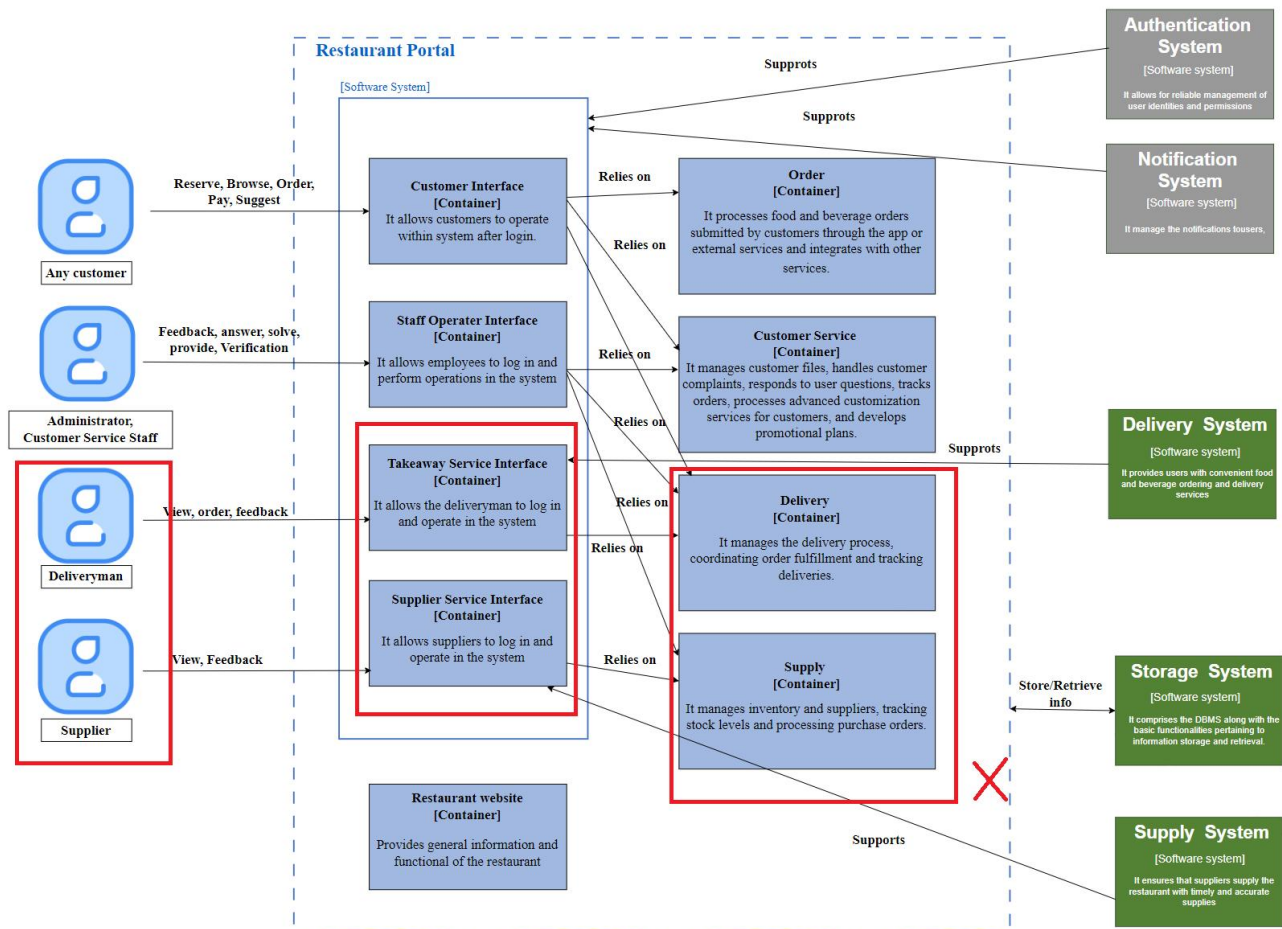 Restaurant Portal
[Software System]
Authentication
System
[Software system]
It allows for reliable management of
user identities and permissions
Supprots
Supprots
Notification
System
[Software system]
It manage the notifications tousers,
Any customer
Reserve, Browse, Order,
Pay, Suggest
Customer Interface
[Container]
It allows customers to operate
within system after login.
Relies on
Relies on
Order
[Container]
It processes food and beverage orders
submitted by customers through the app or
external services and integrates with other
services.
Administrator,
Customer Service Staff
Feedback, answer, solve,
provide, Verification
Staff Operater Interface
[Container]
It allows employees to log in and
perform operations in the system
Relies on
Relies on
Relies on
Customer Service
[Container]
It manages customer files, handles customer
complaints, responds to user questions, tracks
orders, processes advanced customization
services for customers, and develops
promotional plans.
Deliveryman
View, order, feedback
Takeaway Service Interface
[Container]
It allows the deliveryman to log in
and operate in the system
Relies on
Delivery
[Container]
It manages the delivery process,
coordinating order fulfillment and tracking
deliveries.
Supprots
Delivery System
[Software system]
It provides users with convenient food
and beverage ordering and delivery
services
Supplier
View, Feedback
Supplier Service Interface
[Container]
It allows suppliers to log in and
operate in the system
Relies on
Supply
[Container]
It manages inventory and suppliers, tracking
stock levels and processing purchase orders.
Store/Retrieve
info
Storage System
[Software system]
It comprises the DBMS along with the
basic functionalities pertaining to
information storage and retrieval.
Restaurant website
[Container]
Provides general information and
functional of the restaurant
Supports
Supply System
[Software system]
It ensures that suppliers supply the
restaurant with timely and accurate
supplies